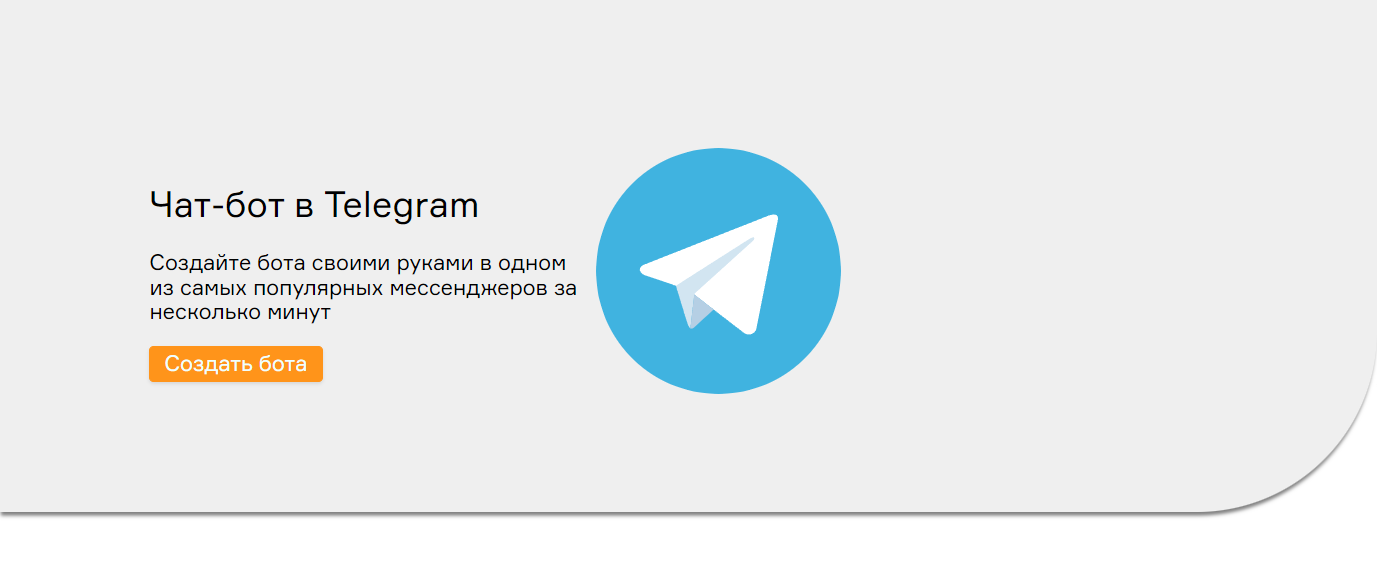 Чат-бот в Telegram
Создайте бота своими руками в одном
из самых популярных мессенджеров за
несколько минут
Создать бота